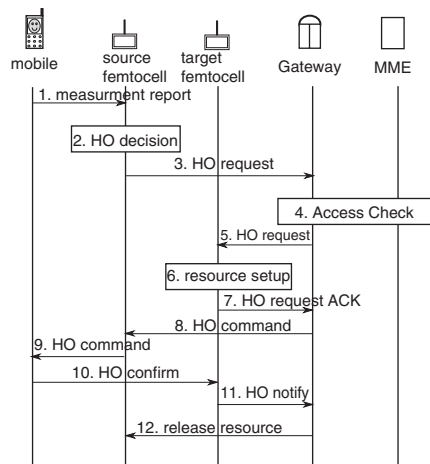 mobile
source
femtocell
target
femtocell
Gateway
MME
1. measurment report
2. HO decision
3. HO request
4. Access Check
5. HO request
6. resource setup
7. HO request ACK
8. HO command
9. HO command
10. HO confirm
11. HO notify
12. release resource